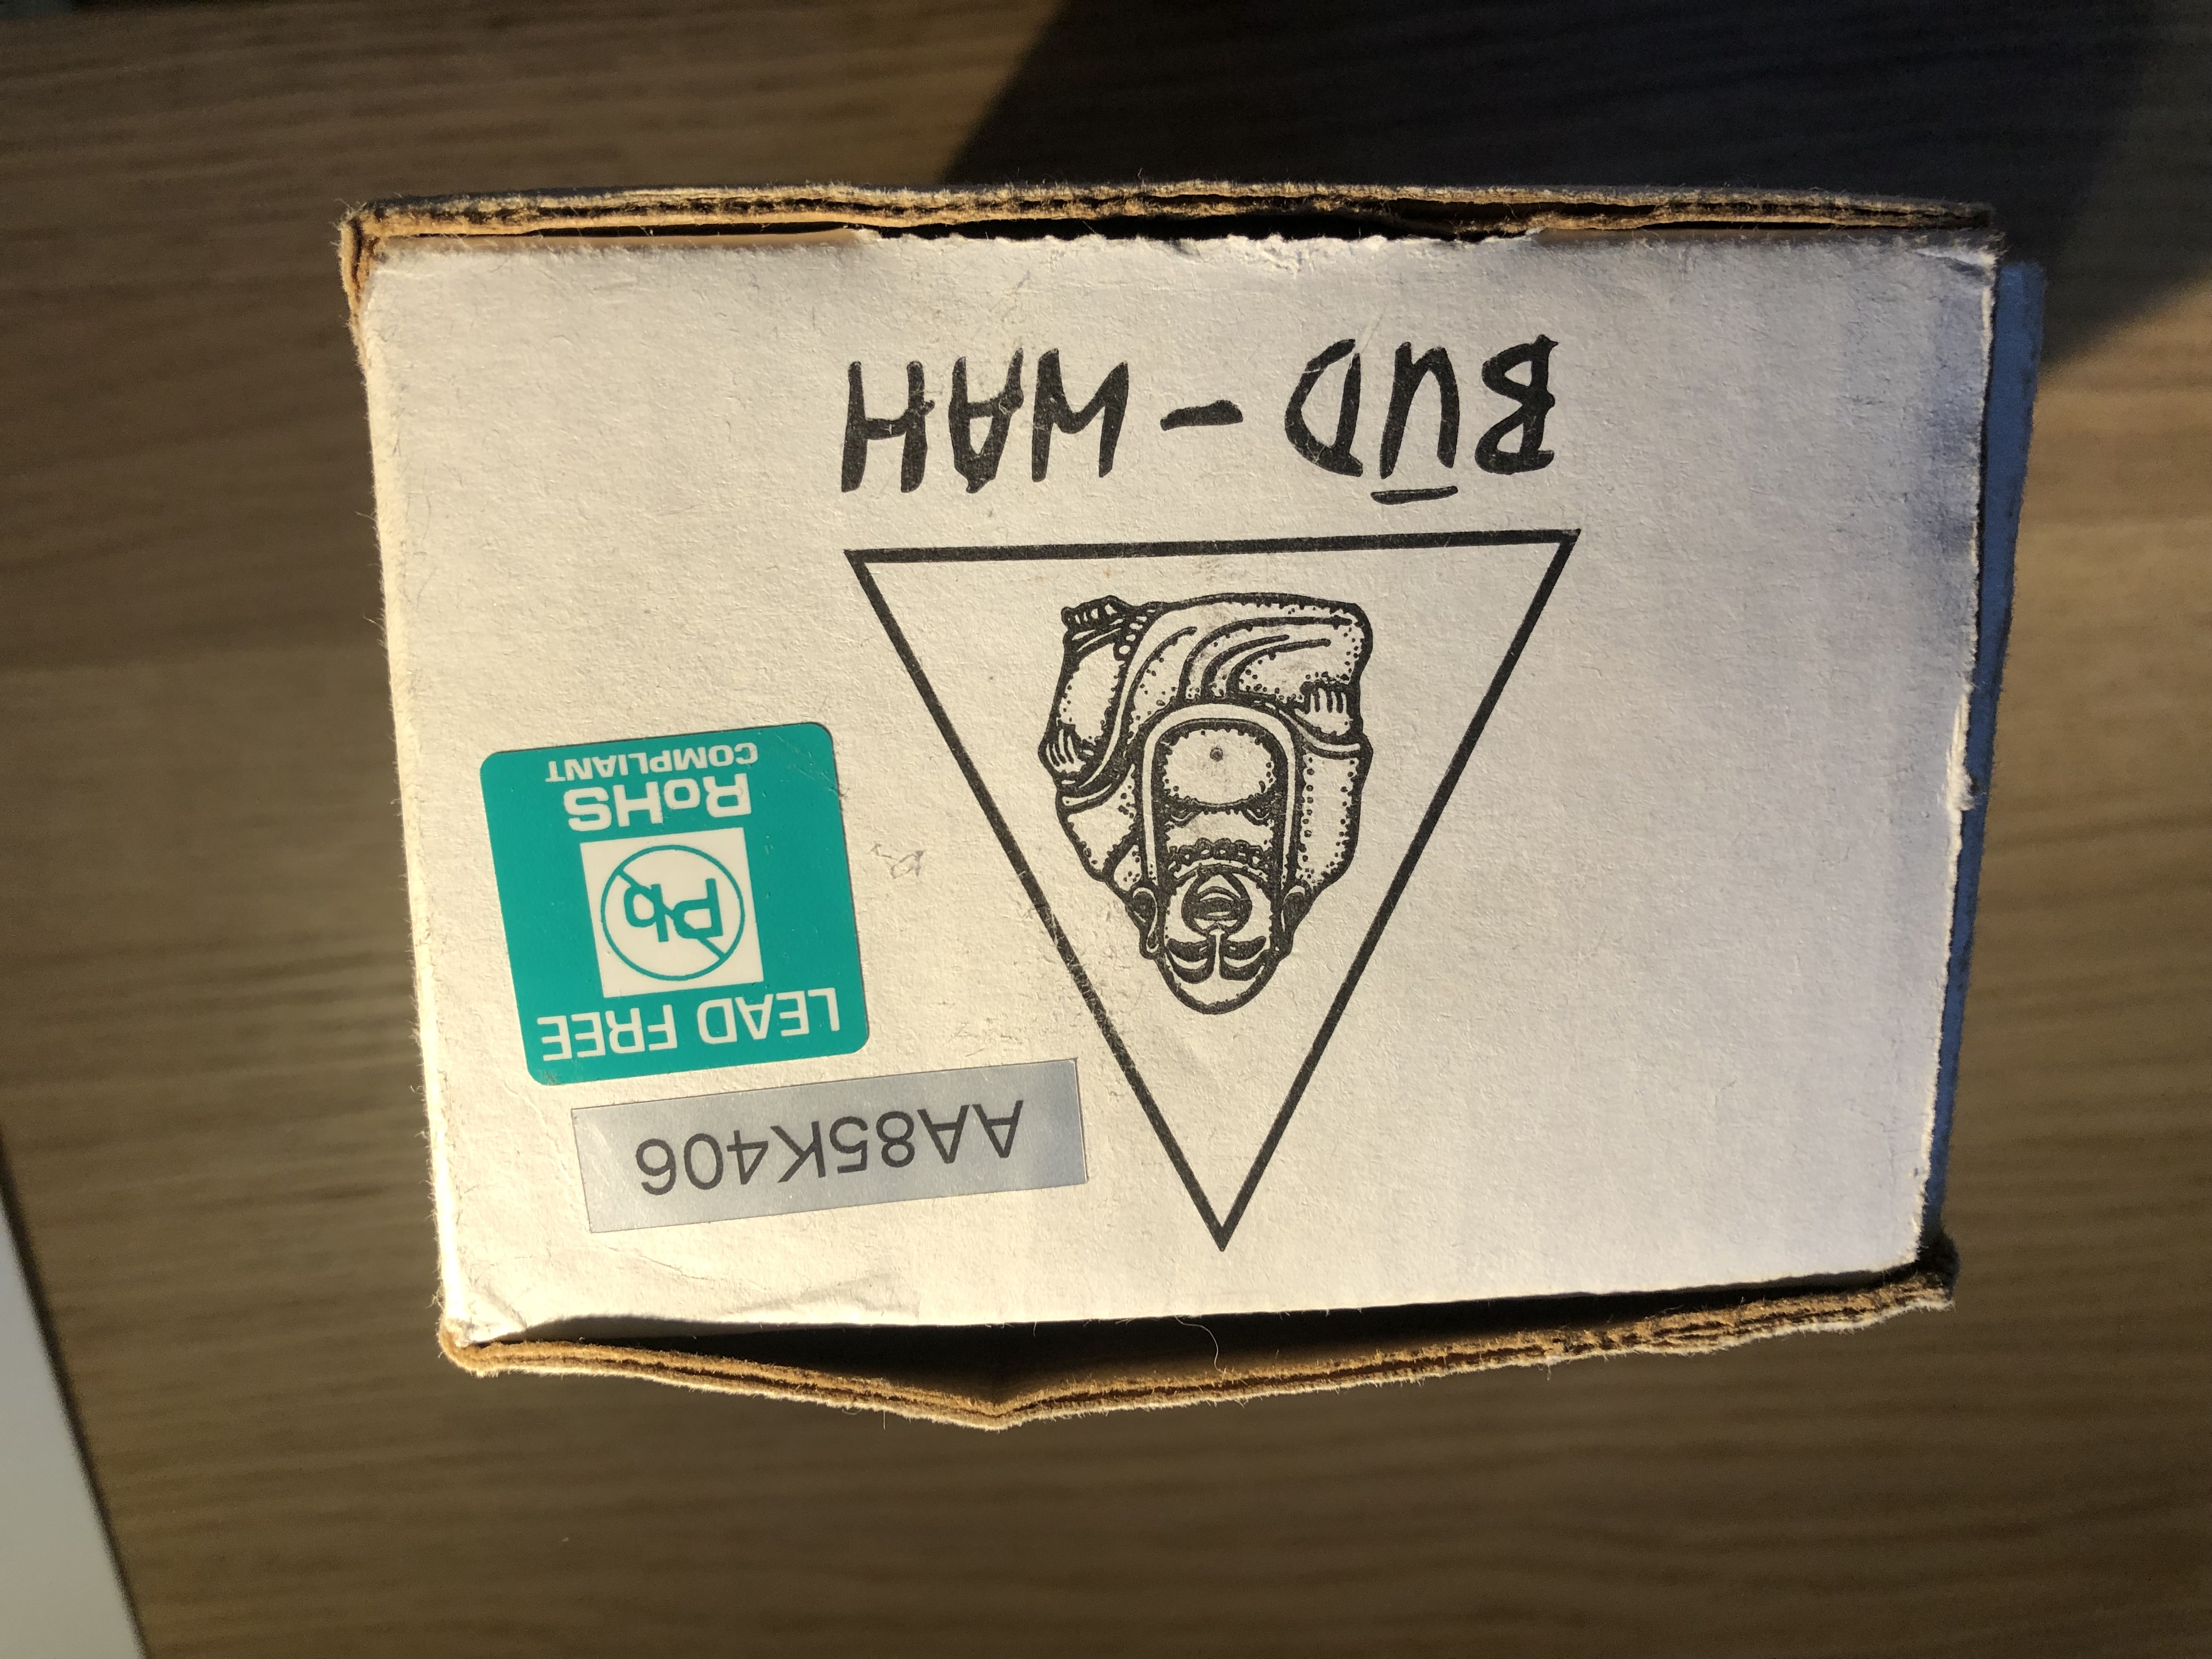 AA85K406
LEAD FREE
Pb
RoHS
COMPLIANT
BUD - WAH